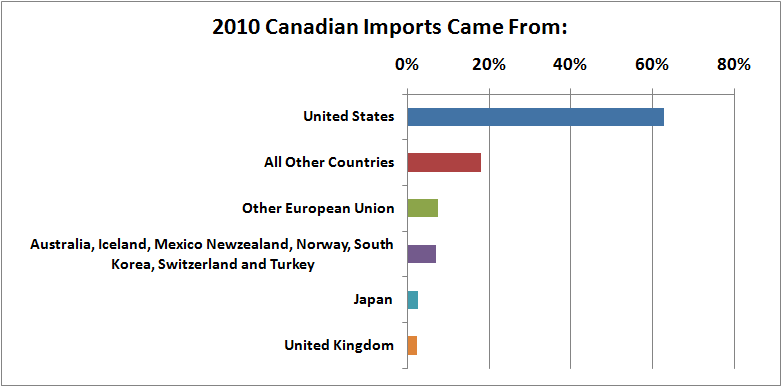 2010 Canadian Imports Came From:
0% 20% 40% 60% 80%
United States
All Other Countries
Other European Union
Australia, Iceland, Mexico Newzealand, Norway, South
Korea, Switzerland and Turkey
Japan
United Kingdom